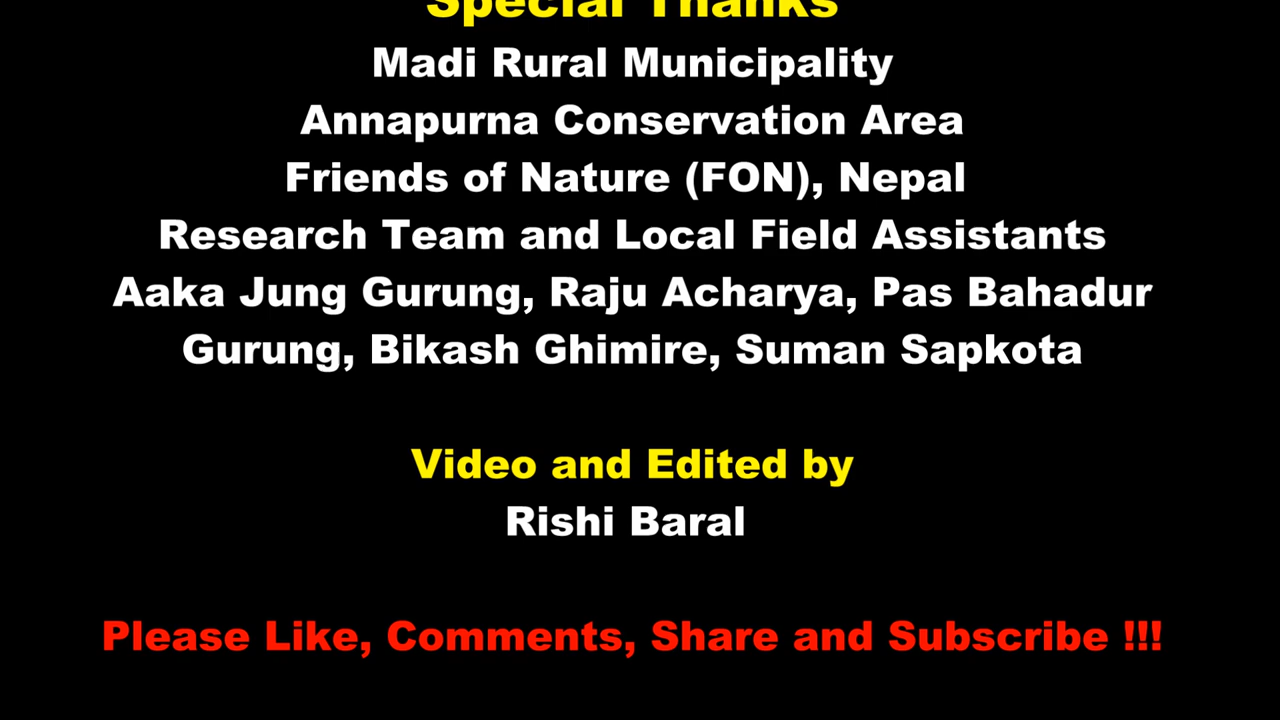 Special Thanks
Madi Rural Municipality
Annapurna Conservation Area
Friends of Nature (FON), Nepal
Research Team and Local Field Assistants
Aaka Jung Gurung, Raju Acharya, Pas Bahadur
Gurung, Bikash Ghimire, Suman Sapkota
Video and Edited by
Rishi Baral
Please Like, Comments, Share and Subscribe !!!